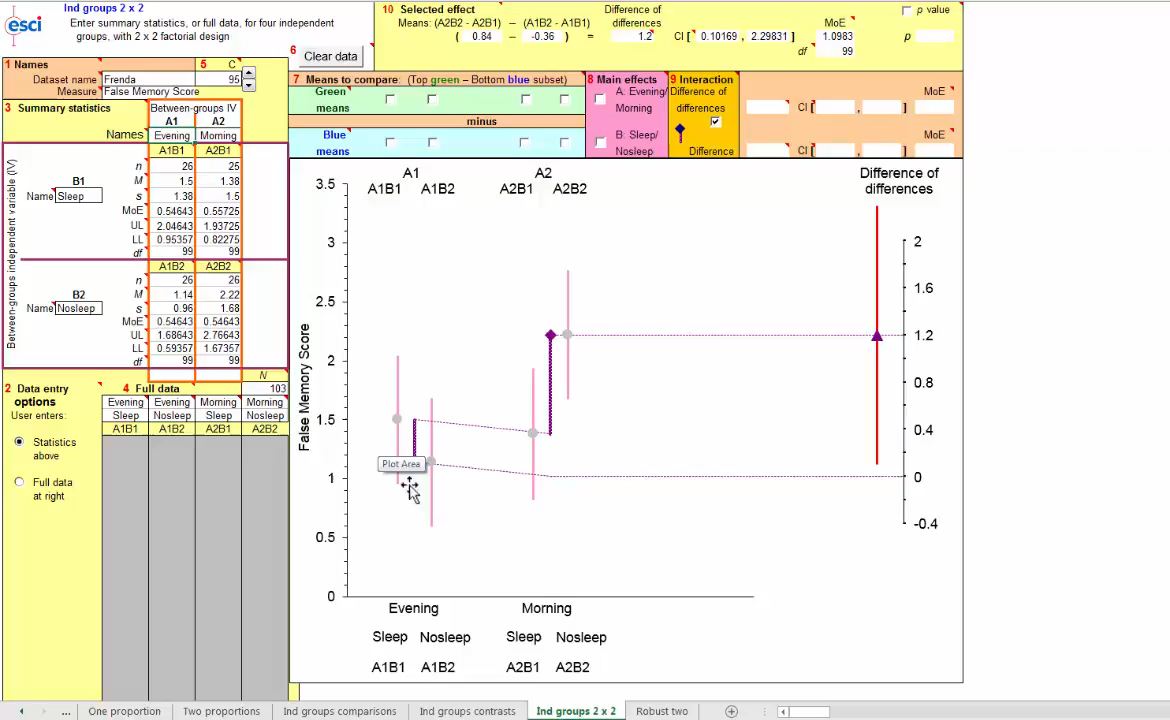 esci
Ind groups 2 x 2
Enter summary statistics, or full data, for four independent
groups, with 2 x 2 factorial design
10 Selected effect
Difference of
Means: (A2B2 - A2B1) – (A1B2 - A1B1) differences
MoE
p value
( 0.84 – -0.36 ) = 1.2 CI [ 0.10169 , 2.29831 ] 1.0983 p
df 99
6 Clear data
1 Names
5 C
Dataset name Frenda 95
Measure False Memory Score
7 Means to compare: (Top green – Bottom blue subset)
Green
means
minus
Blue
means
8 Main effects
A: Evening/
Morning
B: Sleep/
Nosleep
9 Interaction
Difference of
differences
Difference
MoE
CI [ , ]
MoE
CI [ , ]
3 Summary statistics
Between-groups IV
A1 A2
Names Evening Morning
A1B1 A2B1
n 26 25
B1 M 1.5 1.38
Name Sleep s 1.38 1.5
MoE 0.54643 0.55725
UL 2.04643 1.93725
LL 0.95357 0.82275
df 99 99
A1B2 A2B2
n 26 26
B2 M 1.14 2.22
Name Nosleep s 0.96 1.68
MoE 0.54643 0.54643
UL 1.68643 2.76643
LL 0.59357 1.67357
df 99 99
Between-groups independent variable (IV)
N
2 Data entry
options
4 Full data 103
User enters:
Evening Evening Morning Morning
Sleep Nosleep Sleep Nosleep
A1B1 A1B2 A2B1 A2B2
Statistics
above
Full data
at right
A1 A2
A1B1 A1B2 A2B1 A2B2
Difference of
differences
3.5
3
2.5
2
1.5
1
0.5
0
False Memory Score
Plot Area
2
1.6
1.2
0.8
0.4
0
-0.4
Evening Morning
Sleep Nosleep Sleep Nosleep
A1B1 A1B2 A2B1 A2B2
... One proportion Two proportions Ind groups comparisons Ind groups contrasts Ind groups 2 x 2 Robust two